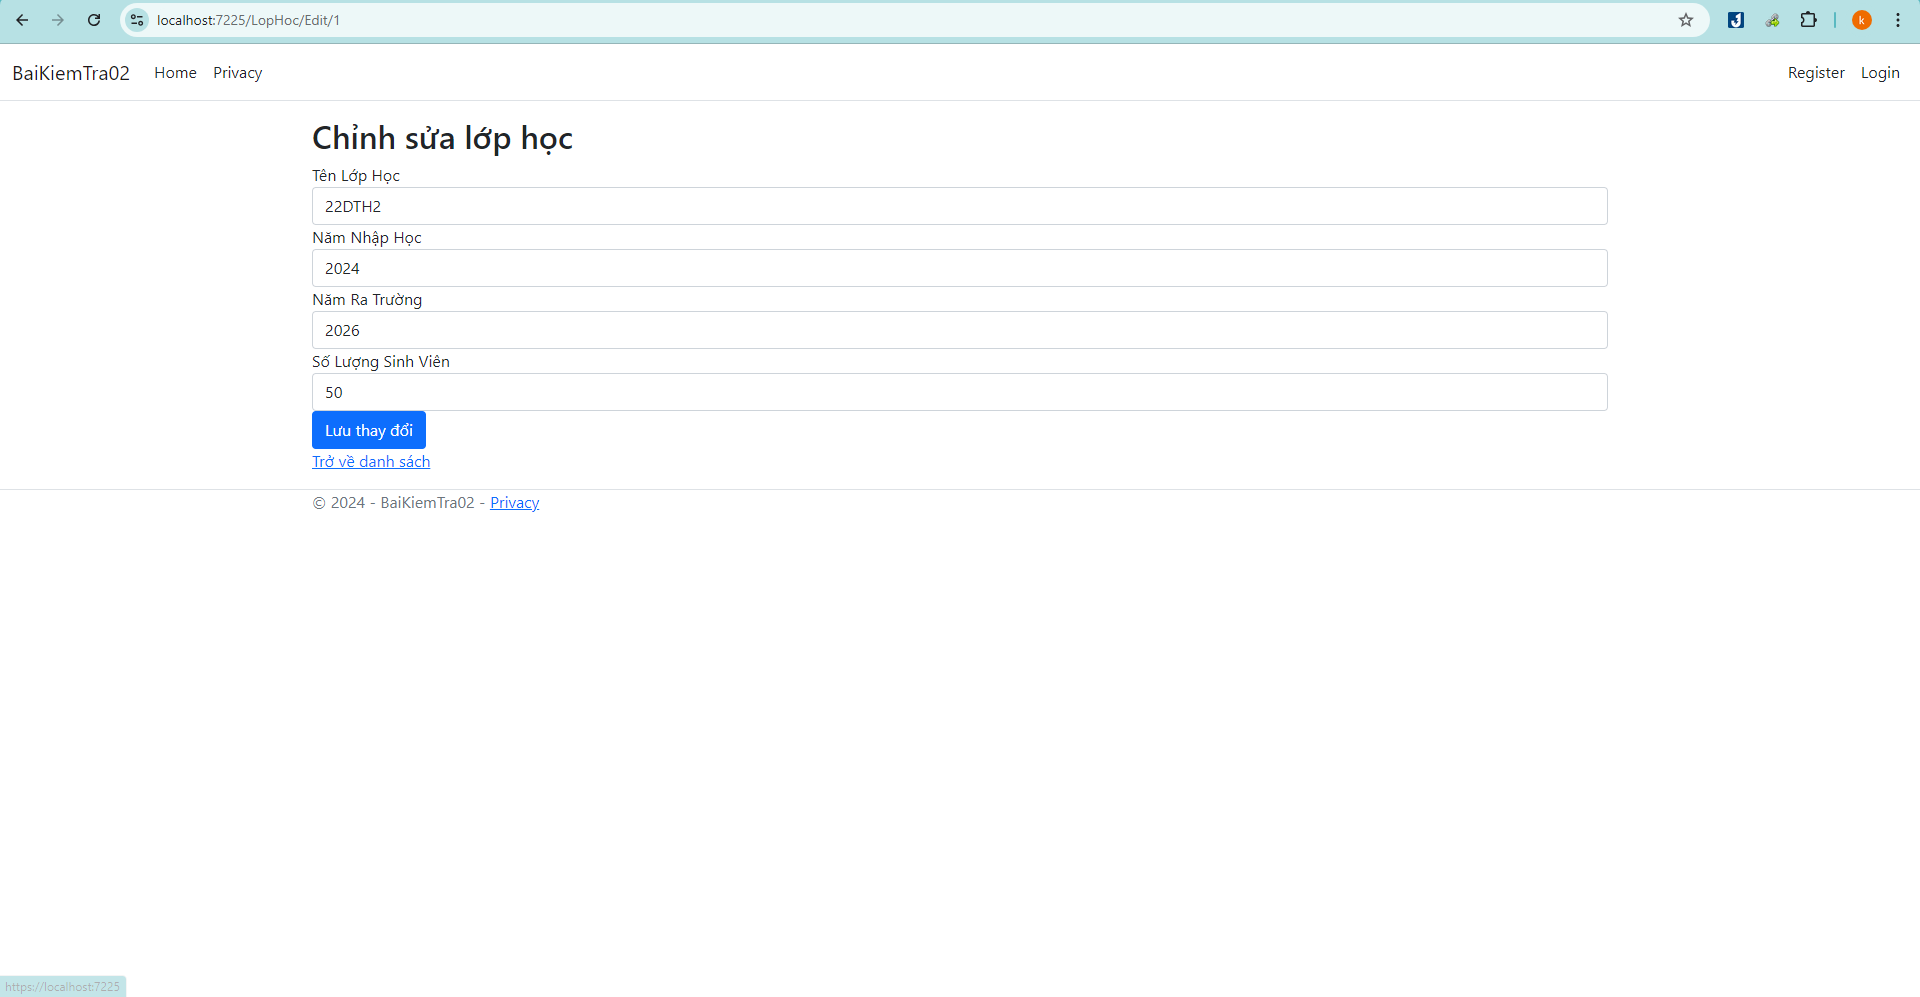 localhost:7225/LopHoc/Edit/1
k
BaiKiemTra02 Home Privacy Register Login
Chỉnh sửa lớp học
Tên Lớp Học
22DTH2
Năm Nhập Học
2024
Năm Ra Trường
2026
Số Lượng Sinh Viên
50
Lưu thay đổi
Trở về danh sách
© 2024 - BaiKiemTra02 - Privacy
https://localhost:7225